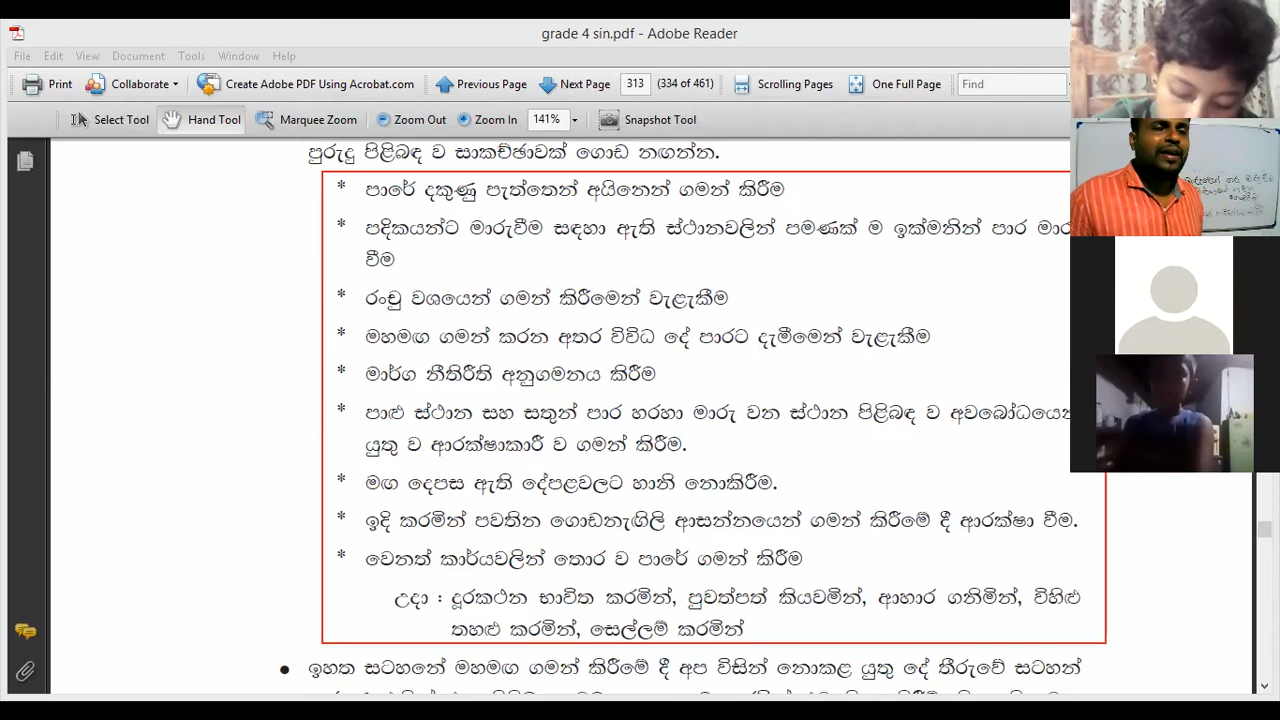 grade 4 sin.pdf - Adobe Reader
File Edit View Document Tools Window Help
Print Collaborate Create Adobe PDF Using Acrobat.com Previous Page Next Page 313 (334 of 461) Scrolling Pages One Full Page Find
Select Tool Hand Tool Marquee Zoom Zoom Out Zoom In 141% Snapshot Tool
පුරුදු පිළිබඳ ව සාකච්ඡාවක් ගොඩ නඟන්න.
* පාරේ දකුණු පැත්තෙන් අයිනෙන් ගමන් කිරීම
* පදිකයන්ට මාරුවීම සඳහා ඇති ස්ථානවලින් පමණක් ම ඉක්මනින් පාර
වීම
* රංචු වශයෙන් ගමන් කිරීමෙන් වැළැකීම
* මහමඟ ගමන් කරන අතර විවිධ දේ පාරට දැමීමෙන් වැළැකීම
* මාර්ග නීතිරීති අනුගමනය කිරීම
* පාළු ස්ථාන සහ සතුන් පාර හරහා මාරු වන ස්ථාන පිළිබඳ ව
යුතු ව ආරක්ෂාකාරී ව ගමන් කිරීම.
* මඟ දෙපස ඇති දේපළවලට හානි නොකිරීම.
* ඉදි කරමින් පවතින ගොඩනැඟිලි ආසන්නයෙන් ගමන් කිරීමේ දී ආරක්ෂා වීම.
* වෙනත් කාර්යවලින් තොර ව පාරේ ගමන් කිරීම
උදා : දුරකථන භාවිත කරමින්, පුවත්පත් කියවමින්, ආහාර ගනිමින්, විහිළු
තහළු කරමින්, සෙල්ලම් කරමින්
● ඉහත සටහනේ මහමඟ ගමන් කිරීමේ දී අප විසින් නොකළ යුතු දේ තීරුවේ සටහන්